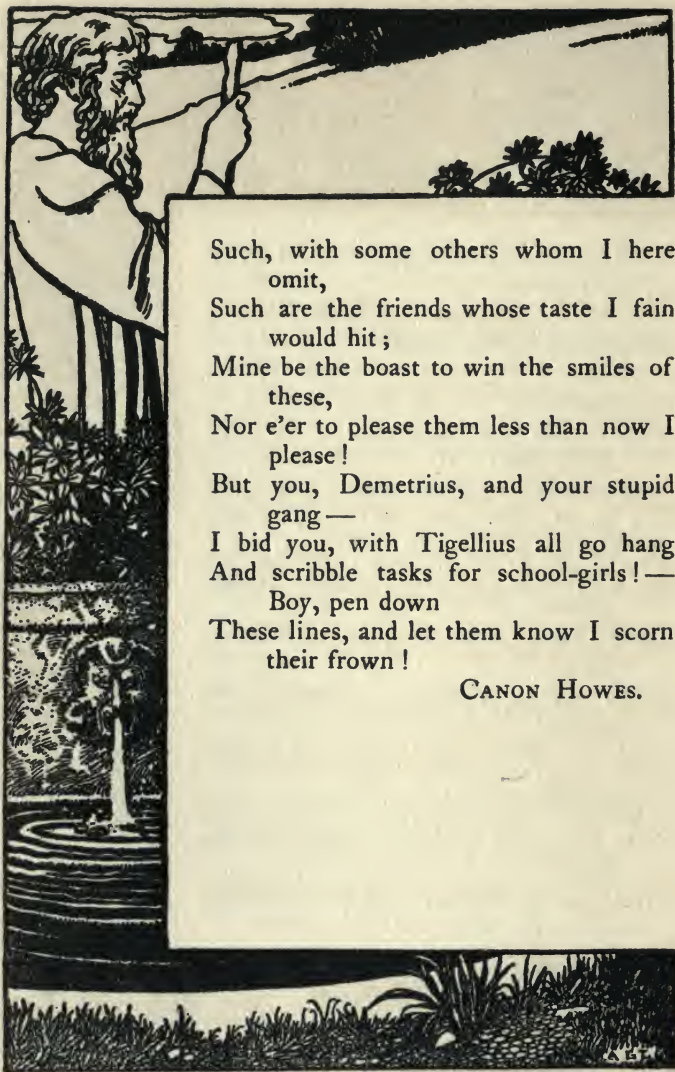 Such, with some others whom I here
omit,
Such are the friends whose taste I fain
would hit ;
Mine be the boast to win the smiles of
these,
Nor e'er to please them less than now I
please !
But you, Demetrius, and your stupid
gang —
I bid you, with Tigellius all go hang
And scribble tasks for school-girls ! —
Boy, pen down
These lines, and let them know I scorn
their frown !
CANON HOWES.